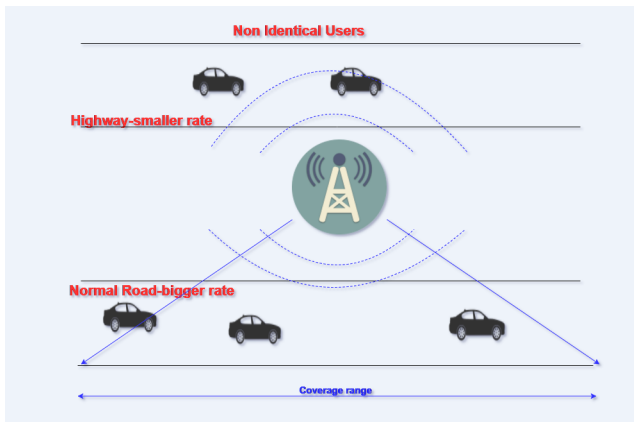 Non Identical Users
Highway-smaller rate
Normal Road-bigger rate
Coverage range